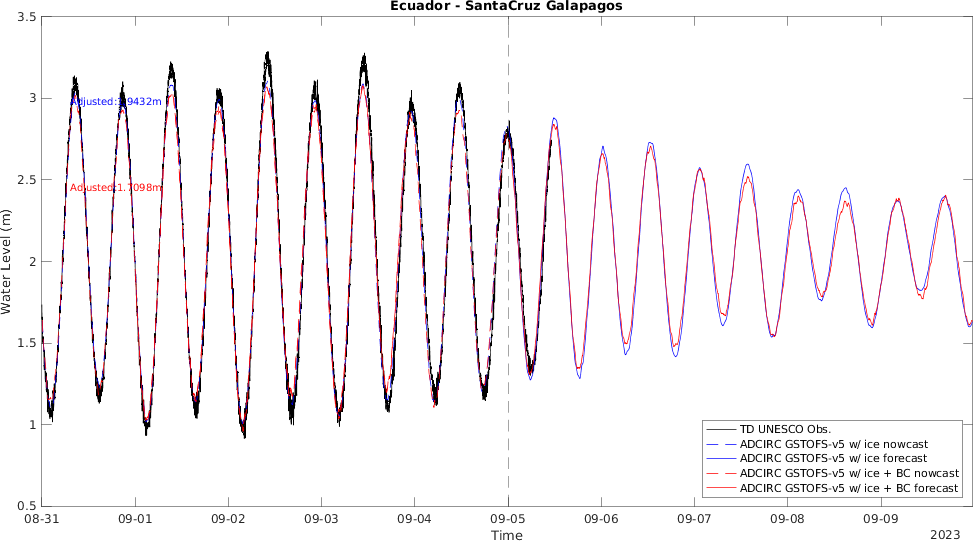 Ecuador - SantaCruz Galapagos
3.5
3
2.5
2
1.5
1
0.5
Water Level (m)
Adjusted:1.7098m
TD UNESCO Obs.
ADCIRC GSTOFS-v5 w/ ice nowcast
ADCIRC GSTOFS-v5 w/ ice forecast
ADCIRC GSTOFS-v5 w/ ice + BC nowcast
ADCIRC GSTOFS-v5 w/ ice + BC forecast
08-31
09-01
09-02
09-03
09-04
09-05
09-06
09-07
09-08
09-09
Time
2023